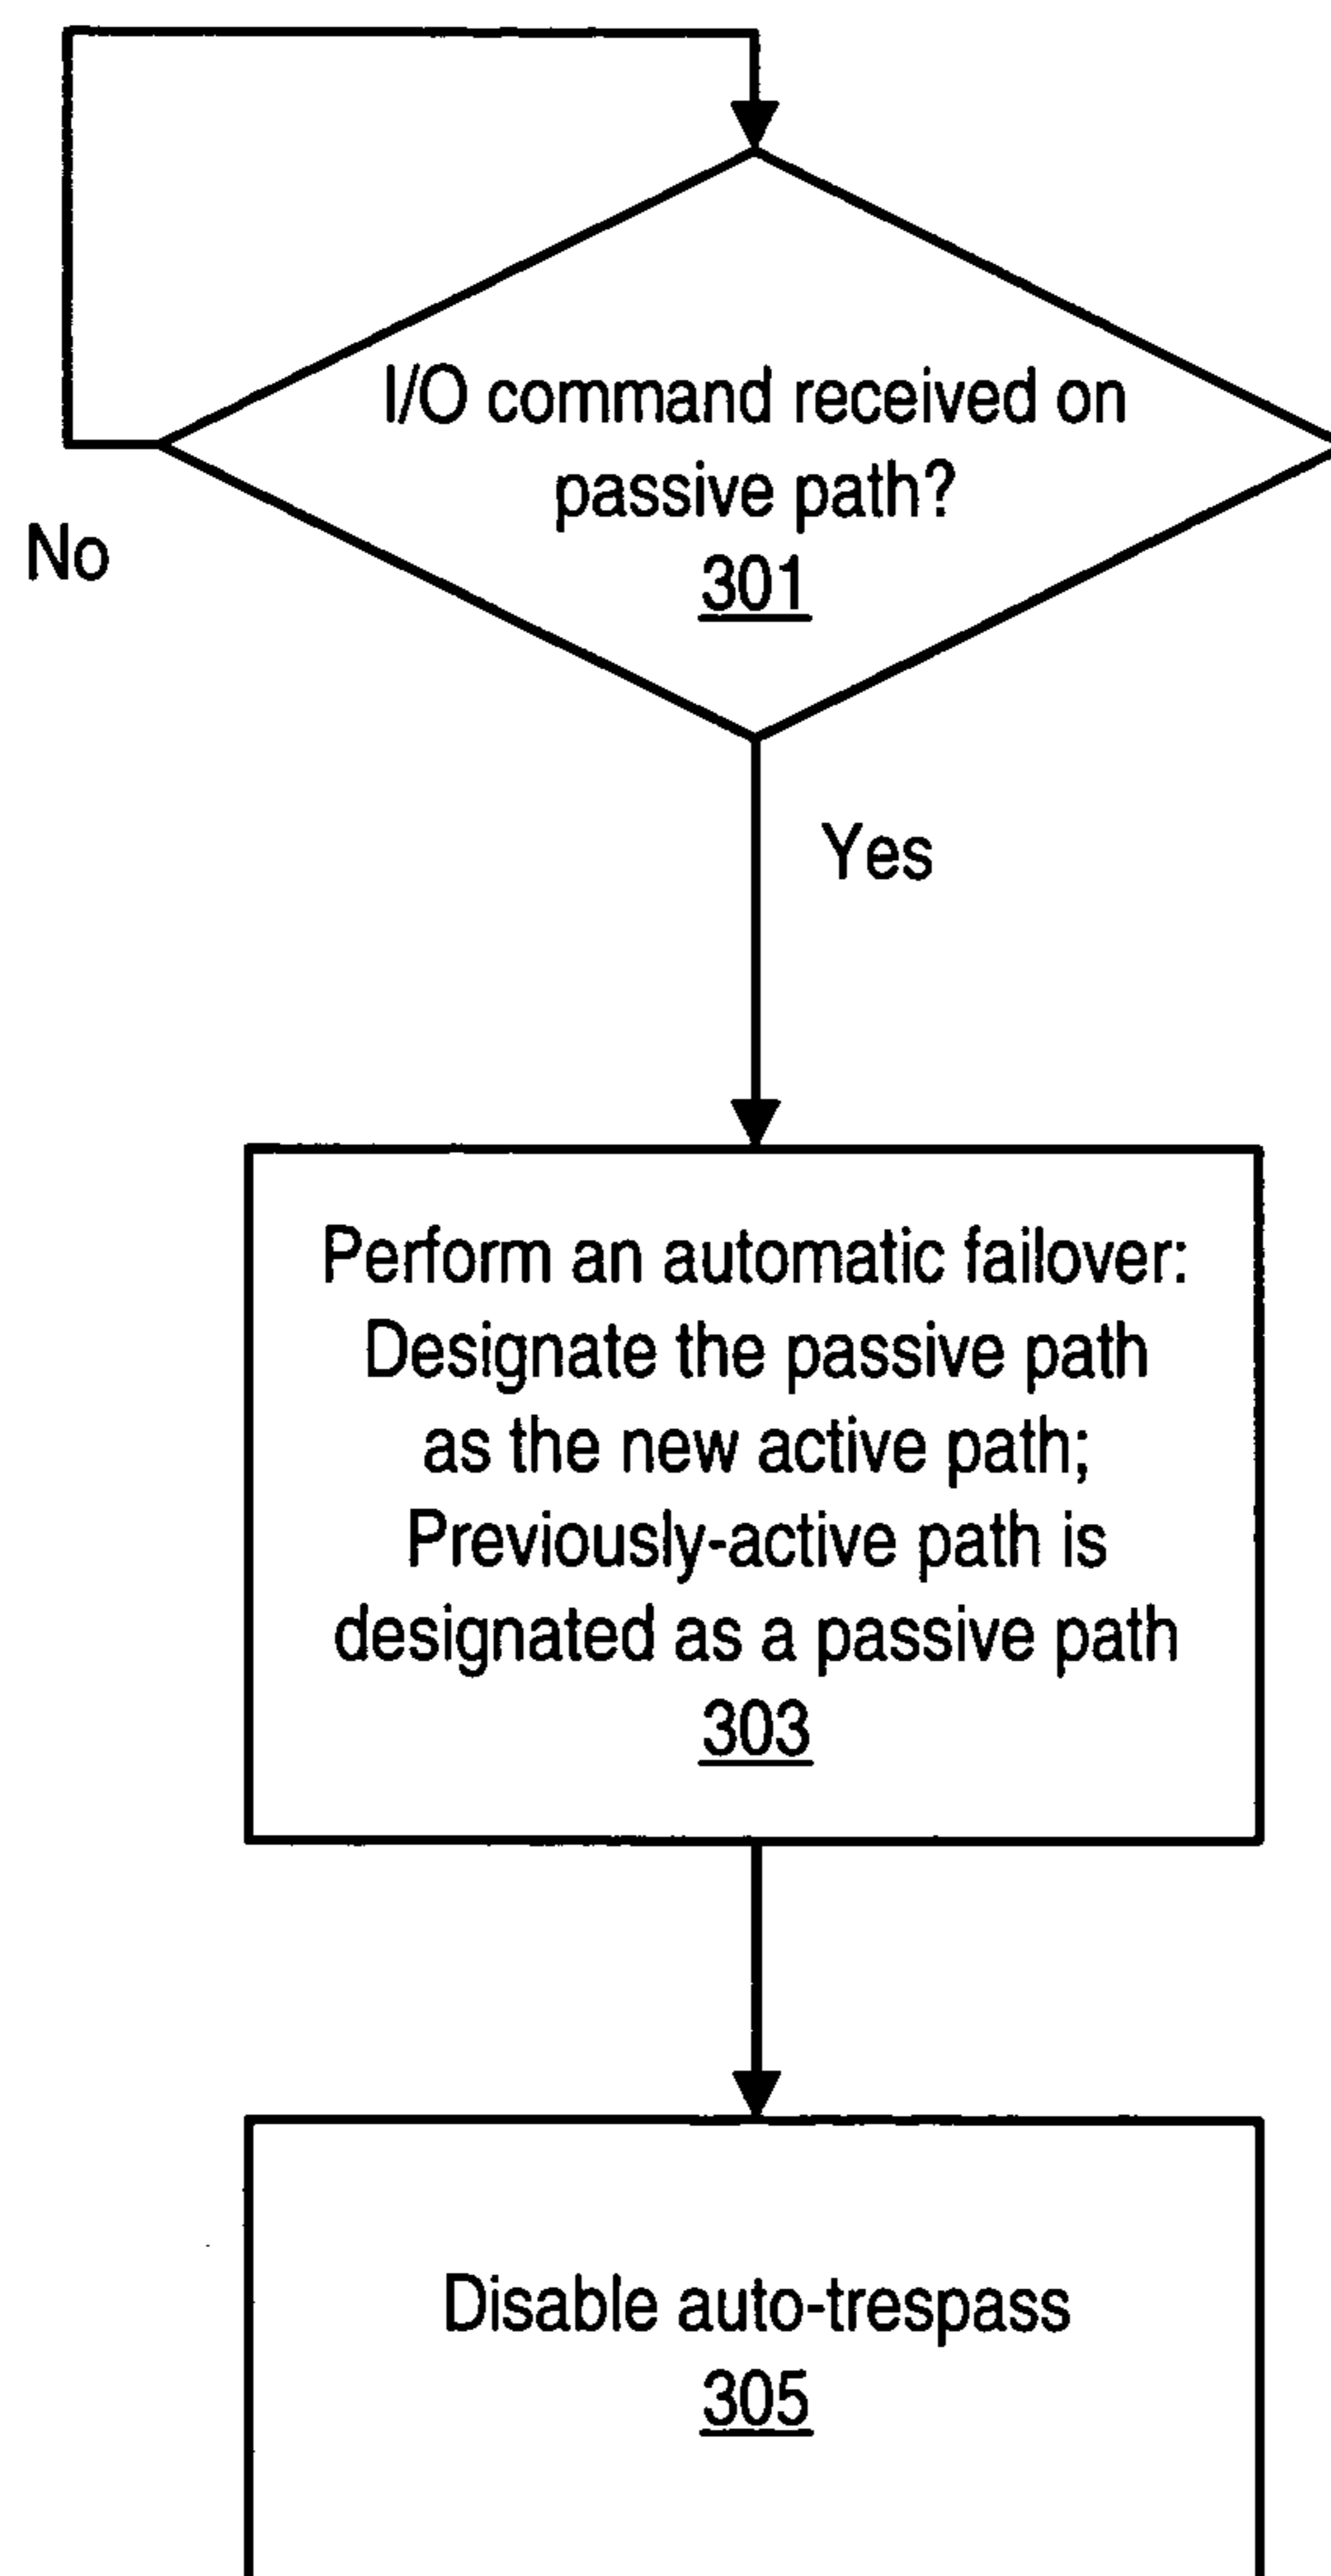 I/O command received on
passive path?
301
No
Yes
Perform an automatic failover:
Designate the passive path
as the new active path;
Previously-active path is
designated as a passive path
303
Disable auto-trespass
305